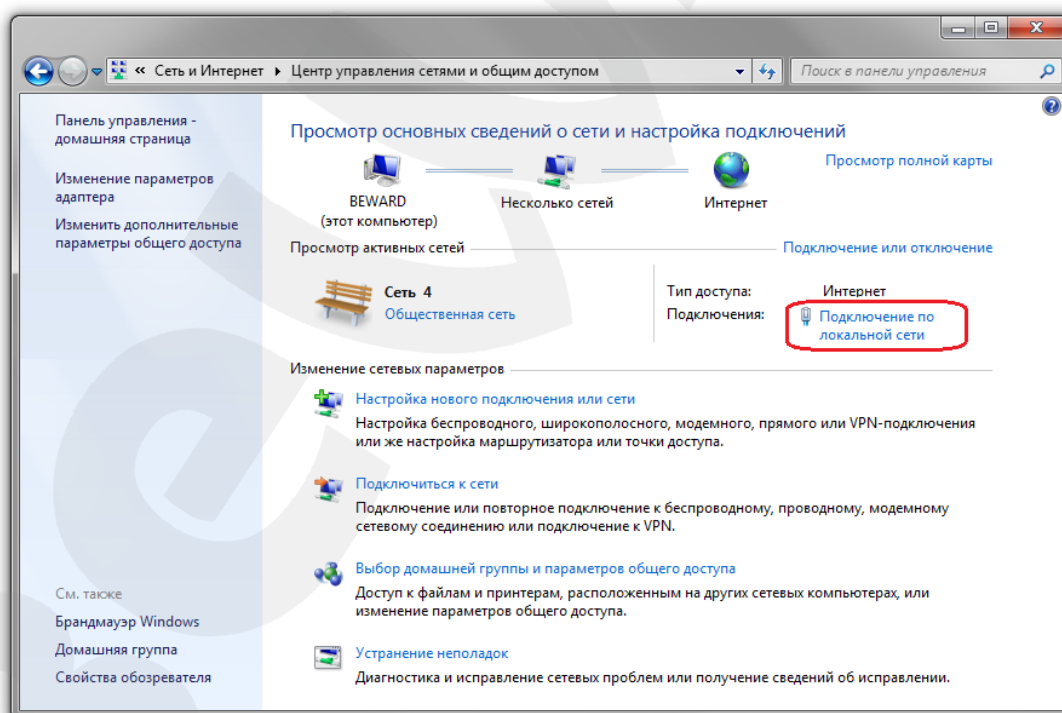 « Сеть и Интернет ▸ Центр управления сетями и общим доступом
Поиск в панели управления
Панель управления -
домашняя страница
Изменение параметров
адаптера
Изменить дополнительные
параметры общего доступа
Просмотр основных сведений о сети и настройка подключений
Просмотр полной карты
BEWARD
(этот компьютер)
Несколько сетей
Интернет
Просмотр активных сетей
Подключение или отключение
Сеть 4
Общественная сеть
Тип доступа: Интернет
Подключения: Подключение по
локальной сети
Изменение сетевых параметров
Настройка нового подключения или сети
Настройка беспроводного, широкополосного, модемного, прямого или VPN-подключения
или же настройка маршрутизатора или точки доступа.
Подключиться к сети
Подключение или повторное подключение к беспроводному, проводному, модемному
сетевому соединению или подключение к VPN.
Выбор домашней группы и параметров общего доступа
Доступ к файлам и принтерам, расположенным на других сетевых компьютерах, или
изменение параметров общего доступа.
Устранение неполадок
Диагностика и исправление сетевых проблем или получение сведений об исправлении.
См. также
Брандмауэр Windows
Домашняя группа
Свойства обозревателя